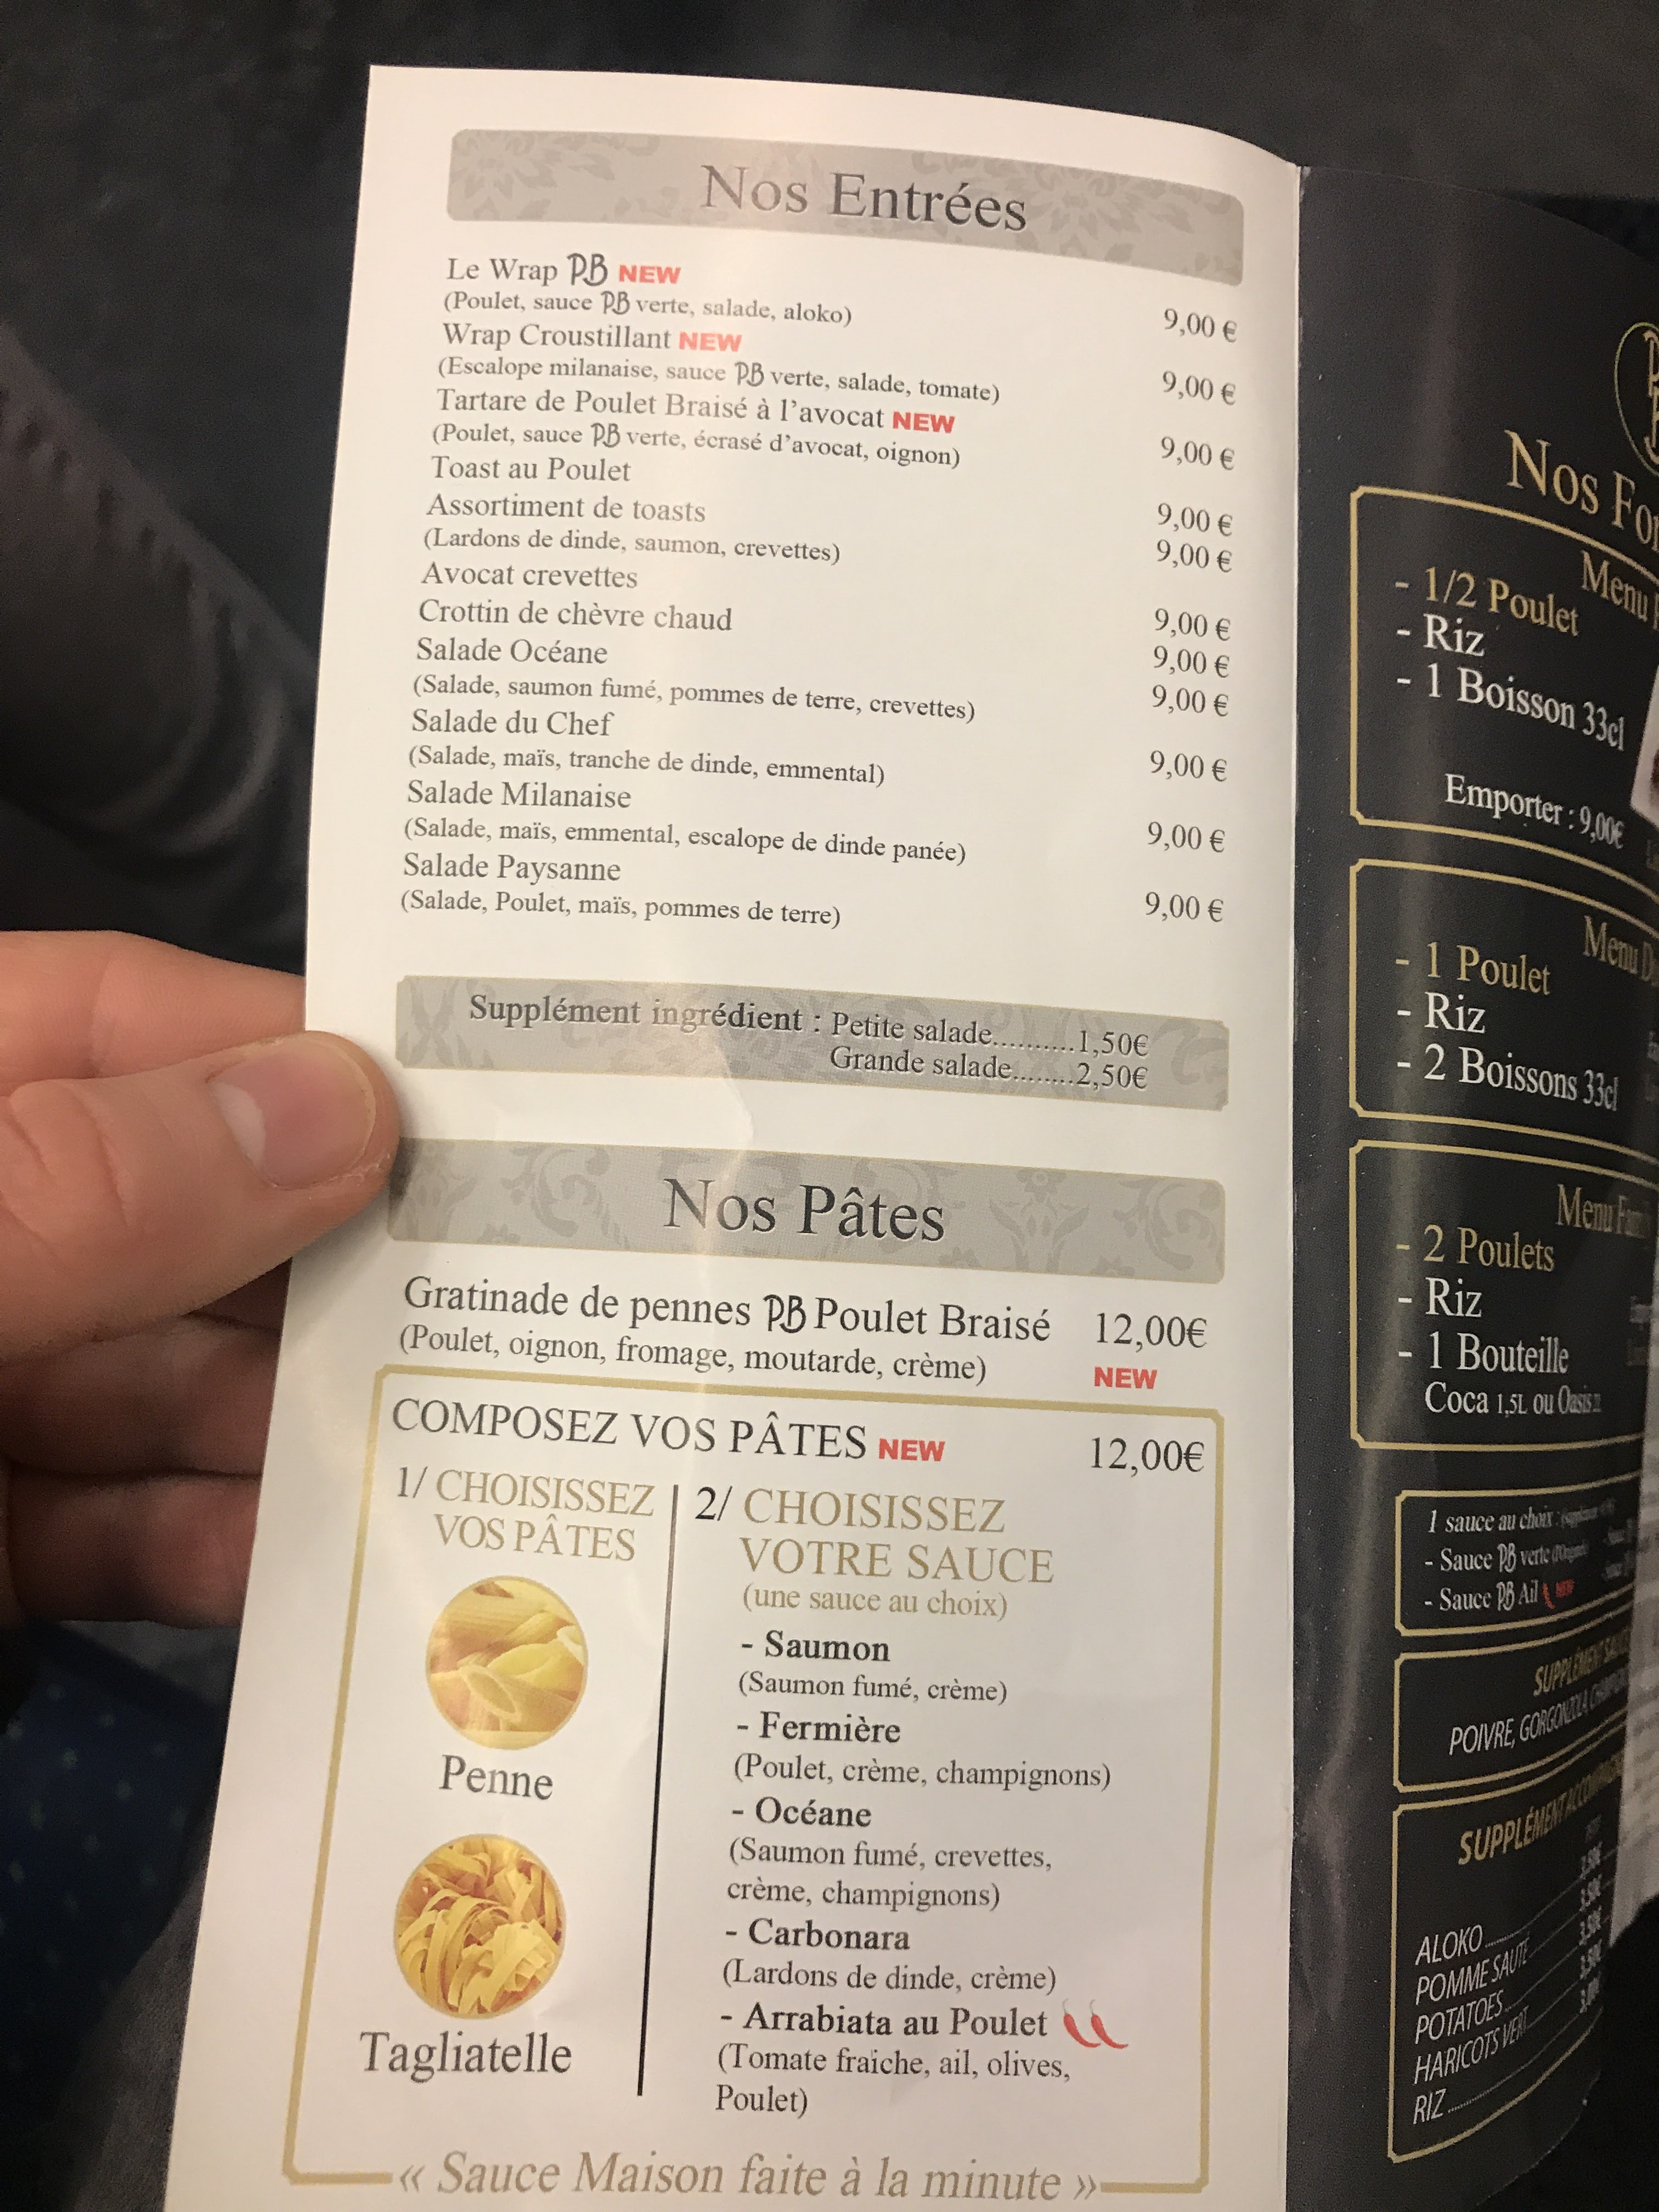 Nos Entrées
Le Wrap PB NEW
(Poulet, sauce PB verte, salade, aloko) 9,00 €
Wrap Croustillant NEW
(Escalope milanaise, sauce PB verte, salade, tomate) 9,00 €
Tartare de Poulet Braisé à l'avocat NEW
(Poulet, sauce PB verte, écrasé d'avocat, oignon) 9,00 €
Toast au Poulet 9,00 €
Assortiment de toasts 9,00 €
(Lardons de dinde, saumon, crevettes)
Avocat crevettes 9,00 €
Crottin de chèvre chaud 9,00 €
Salade Océane 9,00 €
(Salade, saumon fumé, pommes de terre, crevettes)
Salade du Chef 9,00 €
(Salade, maïs, tranche de dinde, emmental)
Salade Milanaise 9,00 €
(Salade, maïs, emmental, escalope de dinde panée)
Salade Paysanne 9,00 €
(Salade, Poulet, maïs, pommes de terre)
Supplément ingrédient : Petite salade..........1,50€
Grande salade........2,50€
Nos Pâtes
Gratinade de pennes PB Poulet Braisé 12,00€
(Poulet, oignon, fromage, moutarde, crème) NEW
COMPOSEZ VOS PÂTES NEW 12,00€
1/ CHOISISSEZ
VOS PÂTES
Penne
Tagliatelle
2/ CHOISISSEZ
VOTRE SAUCE
(une sauce au choix)
- Saumon
(Saumon fumé, crème)
- Fermière
(Poulet, crème, champignons)
- Océane
(Saumon fumé, crevettes,
crème, champignons)
- Carbonara
(Lardons de dinde, crème)
- Arrabiata au Poulet
(Tomate fraiche, ail, olives,
Poulet)
« Sauce Maison faite à la minute »
Nos
Menu
- 1/2 Poulet
- Riz
- 1 Boisson 33cl
Emporter : 9,00€
Menu
- 1 Poulet
- Riz
- 2 Boissons 33cl
Menu
- 2 Poulets
- Riz
- 1 Bouteille
Coca 1,5L ou Oasis
1 sauce au choix :
- Sauce PB verte
- Sauce PB Ail NEW
SUPPLÉMENT
POIVRE, GORGONZOLA,
SUPPLÉMENT
ALOKO
POMME SAUTÉ
POTATOES
HARICOTS VERT
RIZ